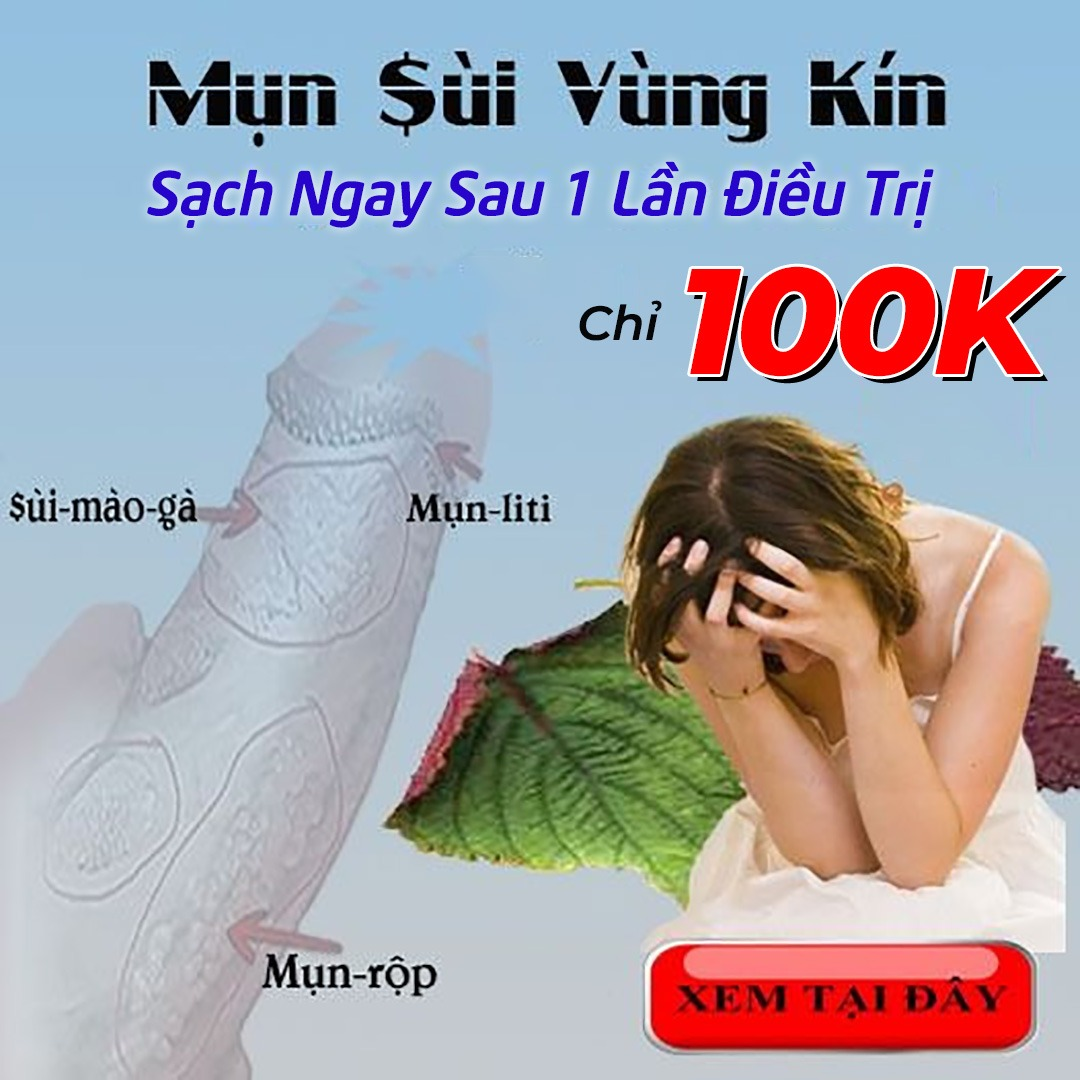 Mụn $ùi Vùng Kín
Sạch Ngay Sau 1 Lần Điều Trị
Chỉ 100K
$ùi-mào-gà
Mụn-liti
Mụn-rộp
XEM TẠI ĐÂY